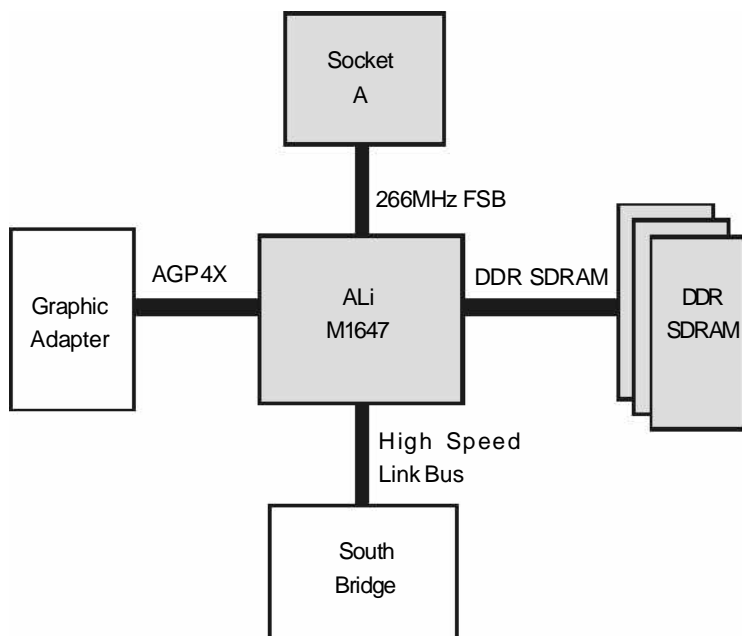 Socket
A
266MHz FSB
AGP4X
Graphic
Adapter
ALi
M1647
DDR SDRAM
DDR
SDRAM
High Speed
Link Bus
South
Bridge